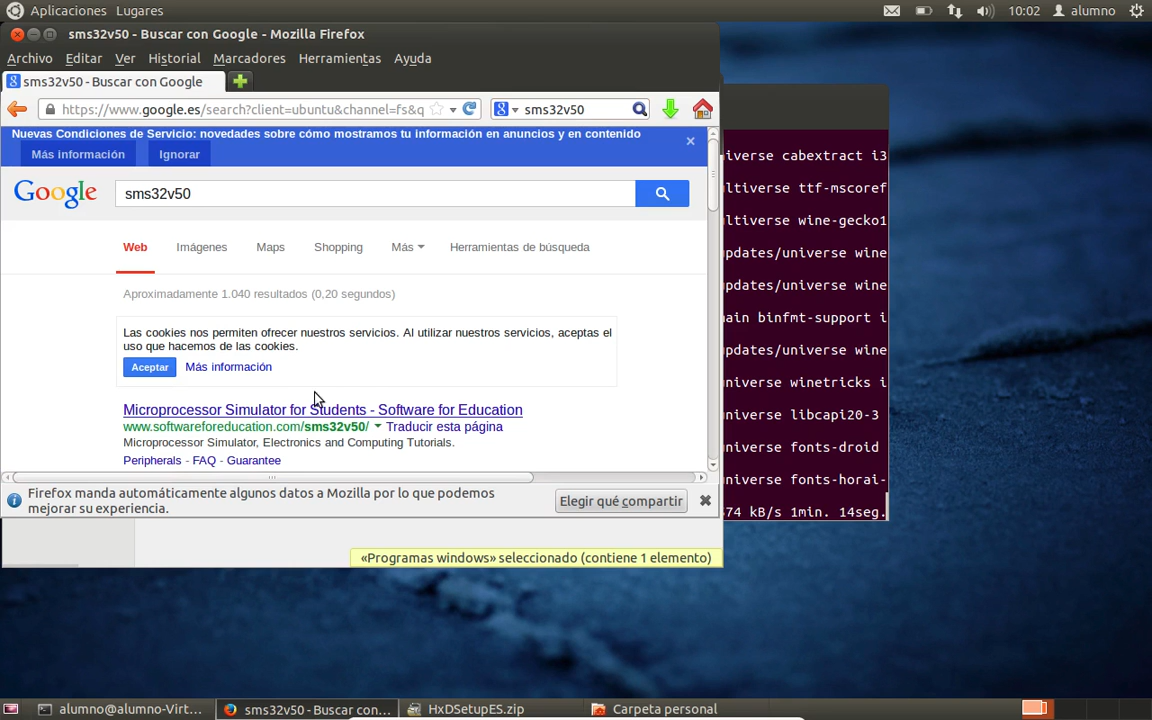 Aplicaciones Lugares 10:02 alumno
sms32v50 - Buscar con Google - Mozilla Firefox
Archivo Editar Ver Historial Marcadores Herramientas Ayuda
sms32v50 - Buscar con Google
https://www.google.es/search?client=ubuntu&channel=fs&q sms32v50
Nuevas Condiciones de Servicio: novedades sobre cómo mostramos tu información en anuncios y en contenido
Más información Ignorar
Google sms32v50
Web Imágenes Maps Shopping Más Herramientas de búsqueda
Aproximadamente 1.040 resultados (0,20 segundos)
Las cookies nos permiten ofrecer nuestros servicios. Al utilizar nuestros servicios, aceptas el
uso que hacemos de las cookies.
Aceptar Más información
Microprocessor Simulator for Students - Software for Education
www.softwareforeducation.com/sms32v50/ Traducir esta página
Microprocessor Simulator, Electronics and Computing Tutorials.
Peripherals - FAQ - Guarantee
Firefox manda automáticamente algunos datos a Mozilla por lo que podemos
mejorar su experiencia.
Elegir qué compartir
«Programas windows» seleccionado (contiene 1 elemento)
iverse cabextract i3
ltiverse ttf-mscoref
ltiverse wine-gecko1
pdates/universe wine
pdates/universe wine
ain binfmt-support i
pdates/universe wine
niverse winetricks i
niverse libcapi20-3
niverse fonts-droid
niverse fonts-horai-
74 kB/s 1min. 14seg.
alumno@alumno-Virt... sms32v50 - Buscar con... HxDSetupES.zip Carpeta personal